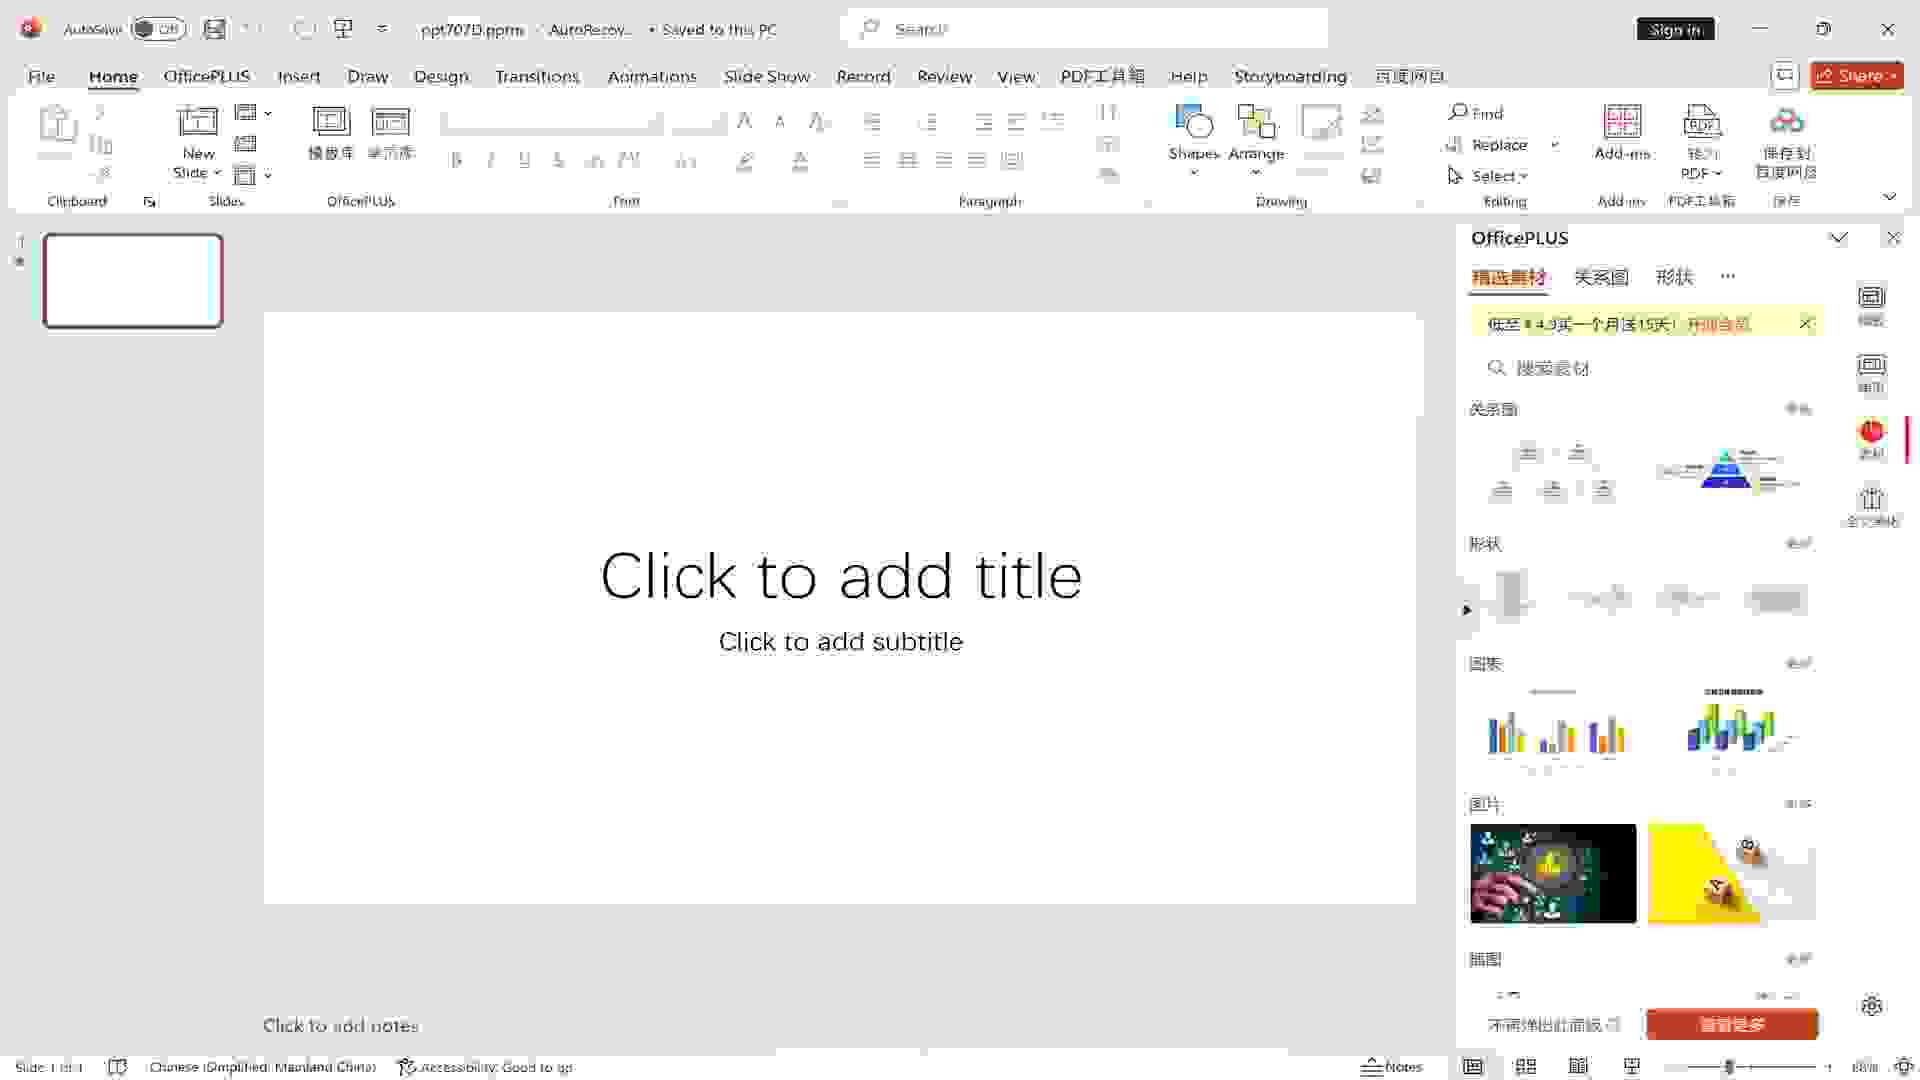 AutoSave Off ppt707D.pptm - AutoRecov... • Saved to this PC Search Sign in
File Home OfficePLUS Insert Draw Design Transitions Animations Slide Show Record Review View PDF工具箱 Help Storyboarding 百度网盘 Share
New Slide
模板库 单页库
Shapes Arrange
Find
Replace
Select
Add-ins
转为 PDF
保存到 百度网盘
Clipboard Slides OfficePLUS Font Paragraph Drawing Editing Add-ins PDF工具箱 保存
1
OfficePLUS
精选素材 关系图 形状 ...
低至￥4.9买一个月送15天!
搜索素材
关系图
形状
图表
图片
插图
不再弹出此面板
查看更多
Click to add title
Click to add subtitle
Click to add notes
Slide 1 of 1 Chinese (Simplified, Mainland China) Accessibility: Good to go Notes 68%